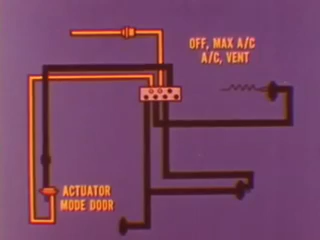 OFF, MAX A/C
A/C, VENT
ACTUATOR
MODE DOOR